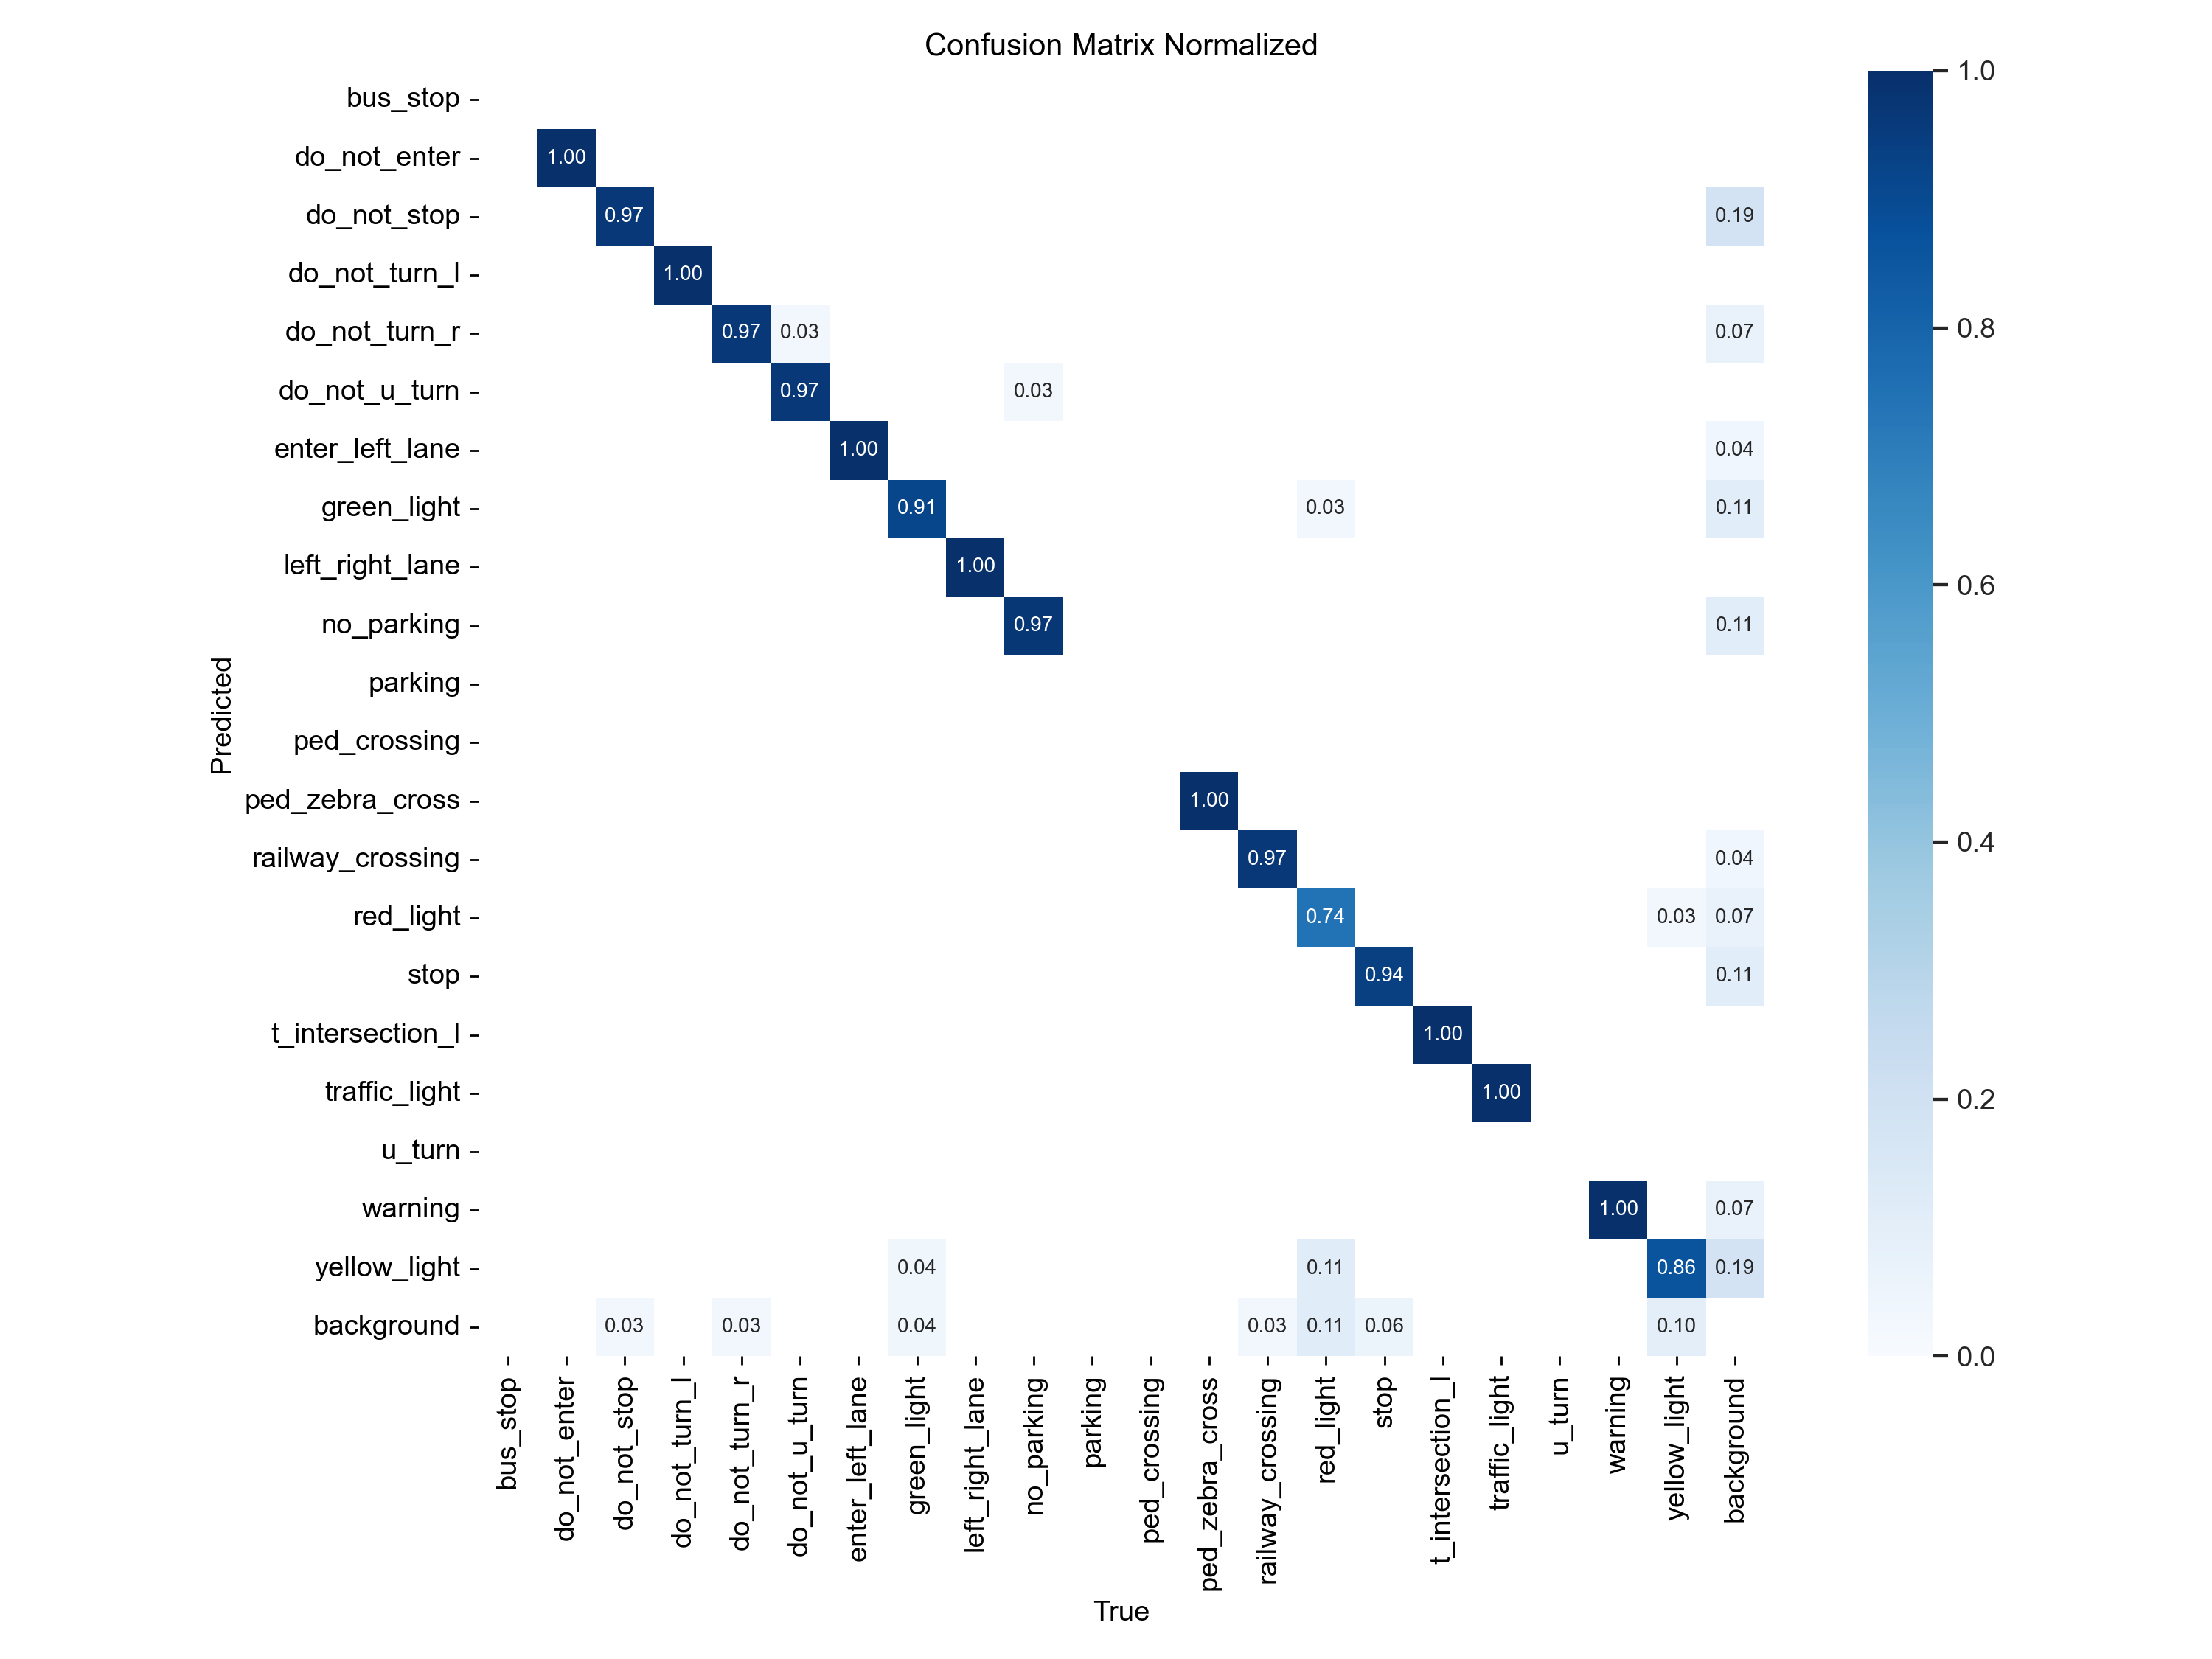 Confusion Matrix Normalized
Predicted
bus_stop
do_not_enter 1.00
do_not_stop 0.97 0.19
do_not_turn_l 1.00
do_not_turn_r 0.97 0.03 0.07
do_not_u_turn 0.97 0.03
enter_left_lane 1.00 0.04
green_light 0.91 0.03 0.11
left_right_lane 1.00
no_parking 0.97 0.11
parking
ped_crossing
ped_zebra_cross 1.00
railway_crossing 0.97 0.04
red_light 0.74 0.03 0.07
stop 0.94 0.11
t_intersection_l 1.00
traffic_light 1.00
u_turn
warning 1.00 0.07
yellow_light 0.04 0.11 0.86 0.19
background 0.03 0.03 0.04 0.03 0.11 0.06 0.10
bus_stop
do_not_enter
do_not_stop
do_not_turn_l
do_not_turn_r
do_not_u_turn
enter_left_lane
green_light
left_right_lane
no_parking
parking
ped_crossing
ped_zebra_cross
railway_crossing
red_light
stop
t_intersection_l
traffic_light
u_turn
warning
yellow_light
background
True
1.0
0.8
0.6
0.4
0.2
0.0